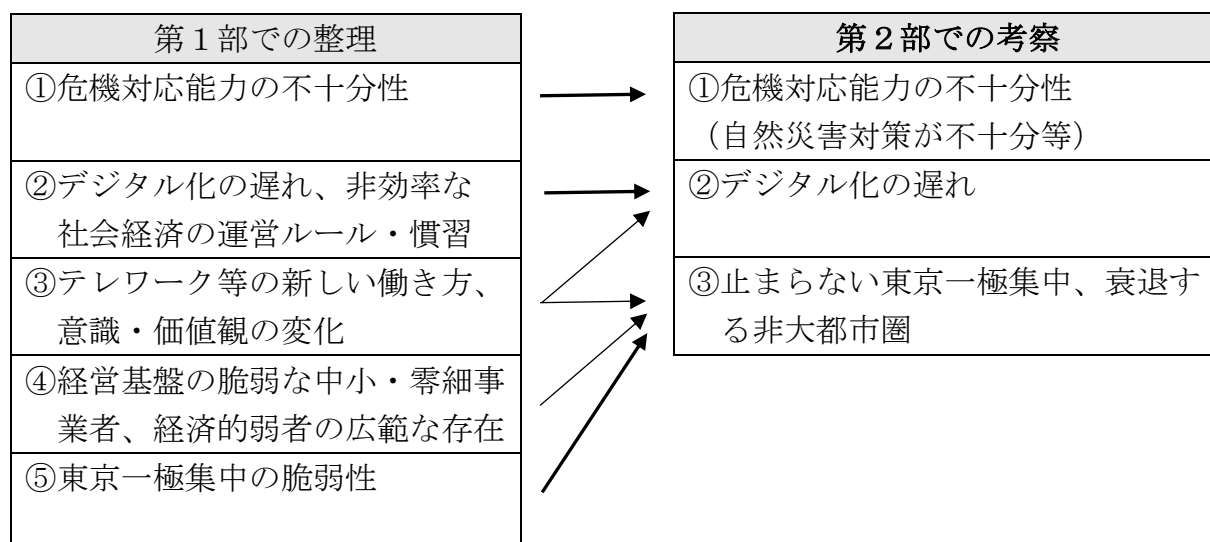 第1部での整理
①危機対応能力の不十分性
②デジタル化の遅れ、非効率な
社会経済の運営ルール・慣習
③テレワーク等の新しい働き方、
意識・価値観の変化
④経営基盤の脆弱な中小・零細事
業者、経済的弱者の広範な存在
⑤東京一極集中の脆弱性
第2部での考察
①危機対応能力の不十分性
（自然災害対策が不十分等）
②デジタル化の遅れ
③止まらない東京一極集中、衰退す
る非大都市圏